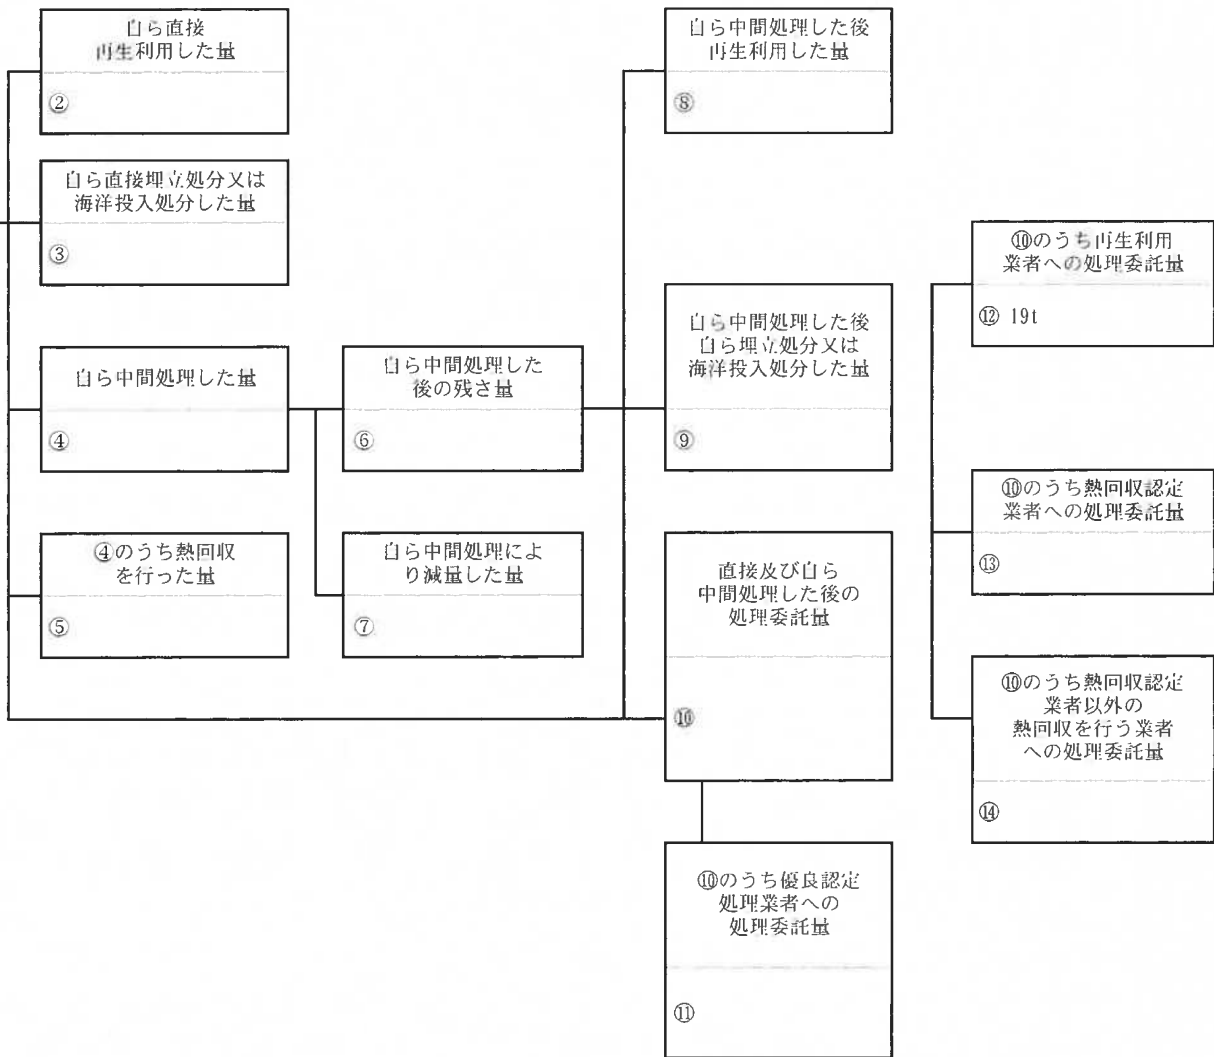 自ら直接
再生利用した量
②
自ら直接埋立処分又は
海洋投入処分した量
③
自ら中間処理した量
④
④のうち熱回収
を行った量
⑤
自ら中間処理した
後の残さ量
⑥
自ら中間処理によ
り減量した量
⑦
自ら中間処理した後
再生利用した量
⑧
自ら中間処理した後
自ら埋立処分又は
海洋投入処分した量
⑨
直接及び自ら
中間処理した後の
処理委託量
⑩
⑩のうち優良認定
処理業者への
処理委託量
⑪
⑩のうち再生利用
業者への処理委託量
⑫ 19t
⑩のうち熱回収認定
業者への処理委託量
⑬
⑩のうち熱回収認定
業者以外の
熱回収を行う業者
への処理委託量
⑭